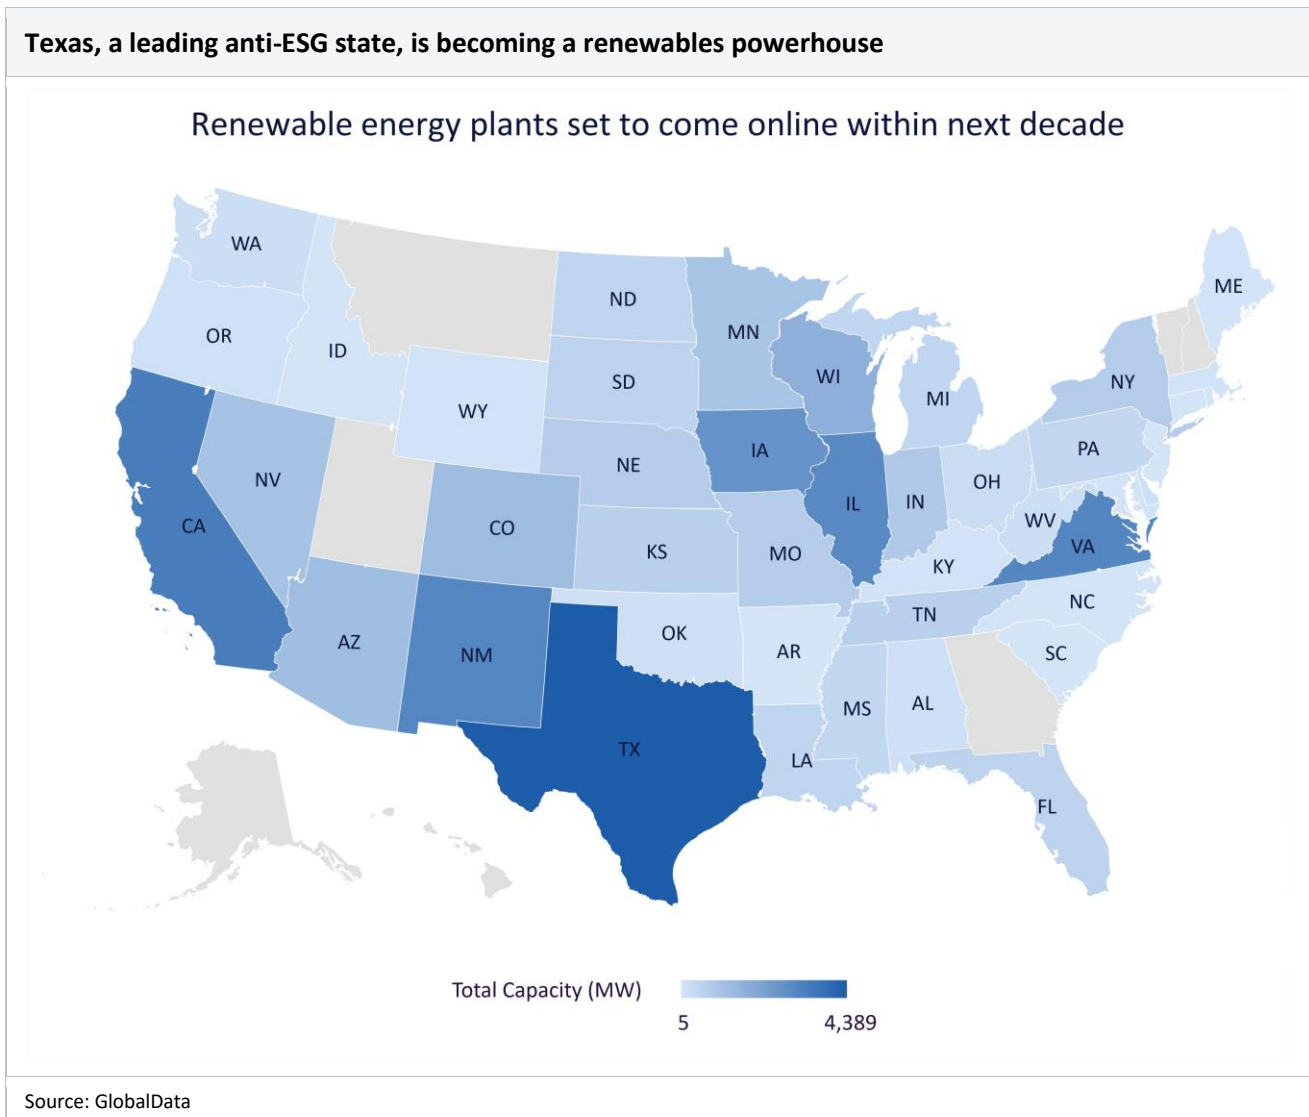 Texas, a leading anti-ESG state, is becoming a renewables powerhouse
Renewable energy plants set to come online within next decade
WA
ND
ME
OR
ID
MN
WI
NY
SD
MI
WY
IA
PA
NE
NV
OH
IL
IN
CA
CO
WV
VA
KS
MO
KY
NC
TN
AZ
NM
OK
AR
SC
MS
AL
TX
LA
FL
Total Capacity (MW)
5
4,389
Source: GlobalData